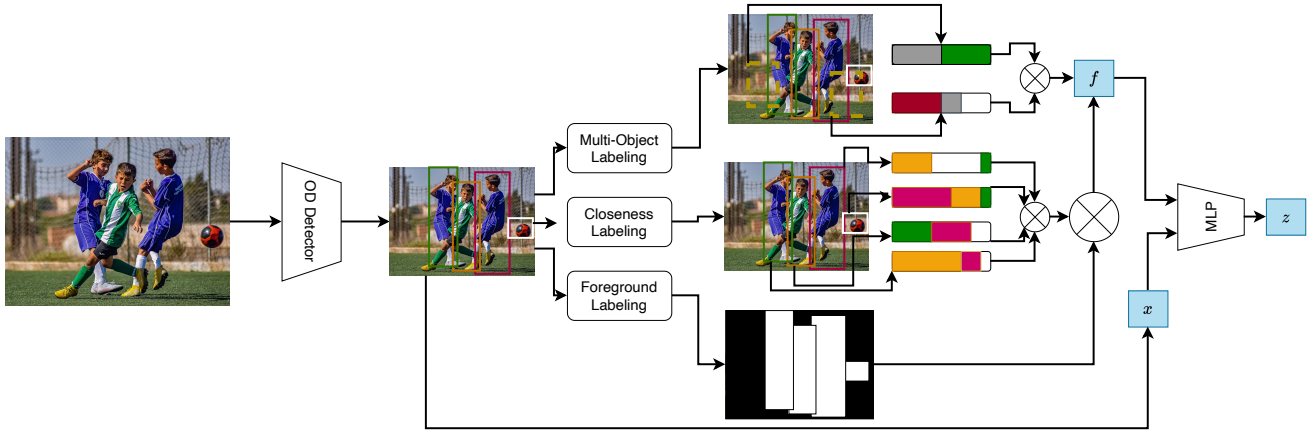 OD Detector
Multi-Object
Labeling
Closeness
Labeling
Foreground
Labeling
f
MLP
z
x